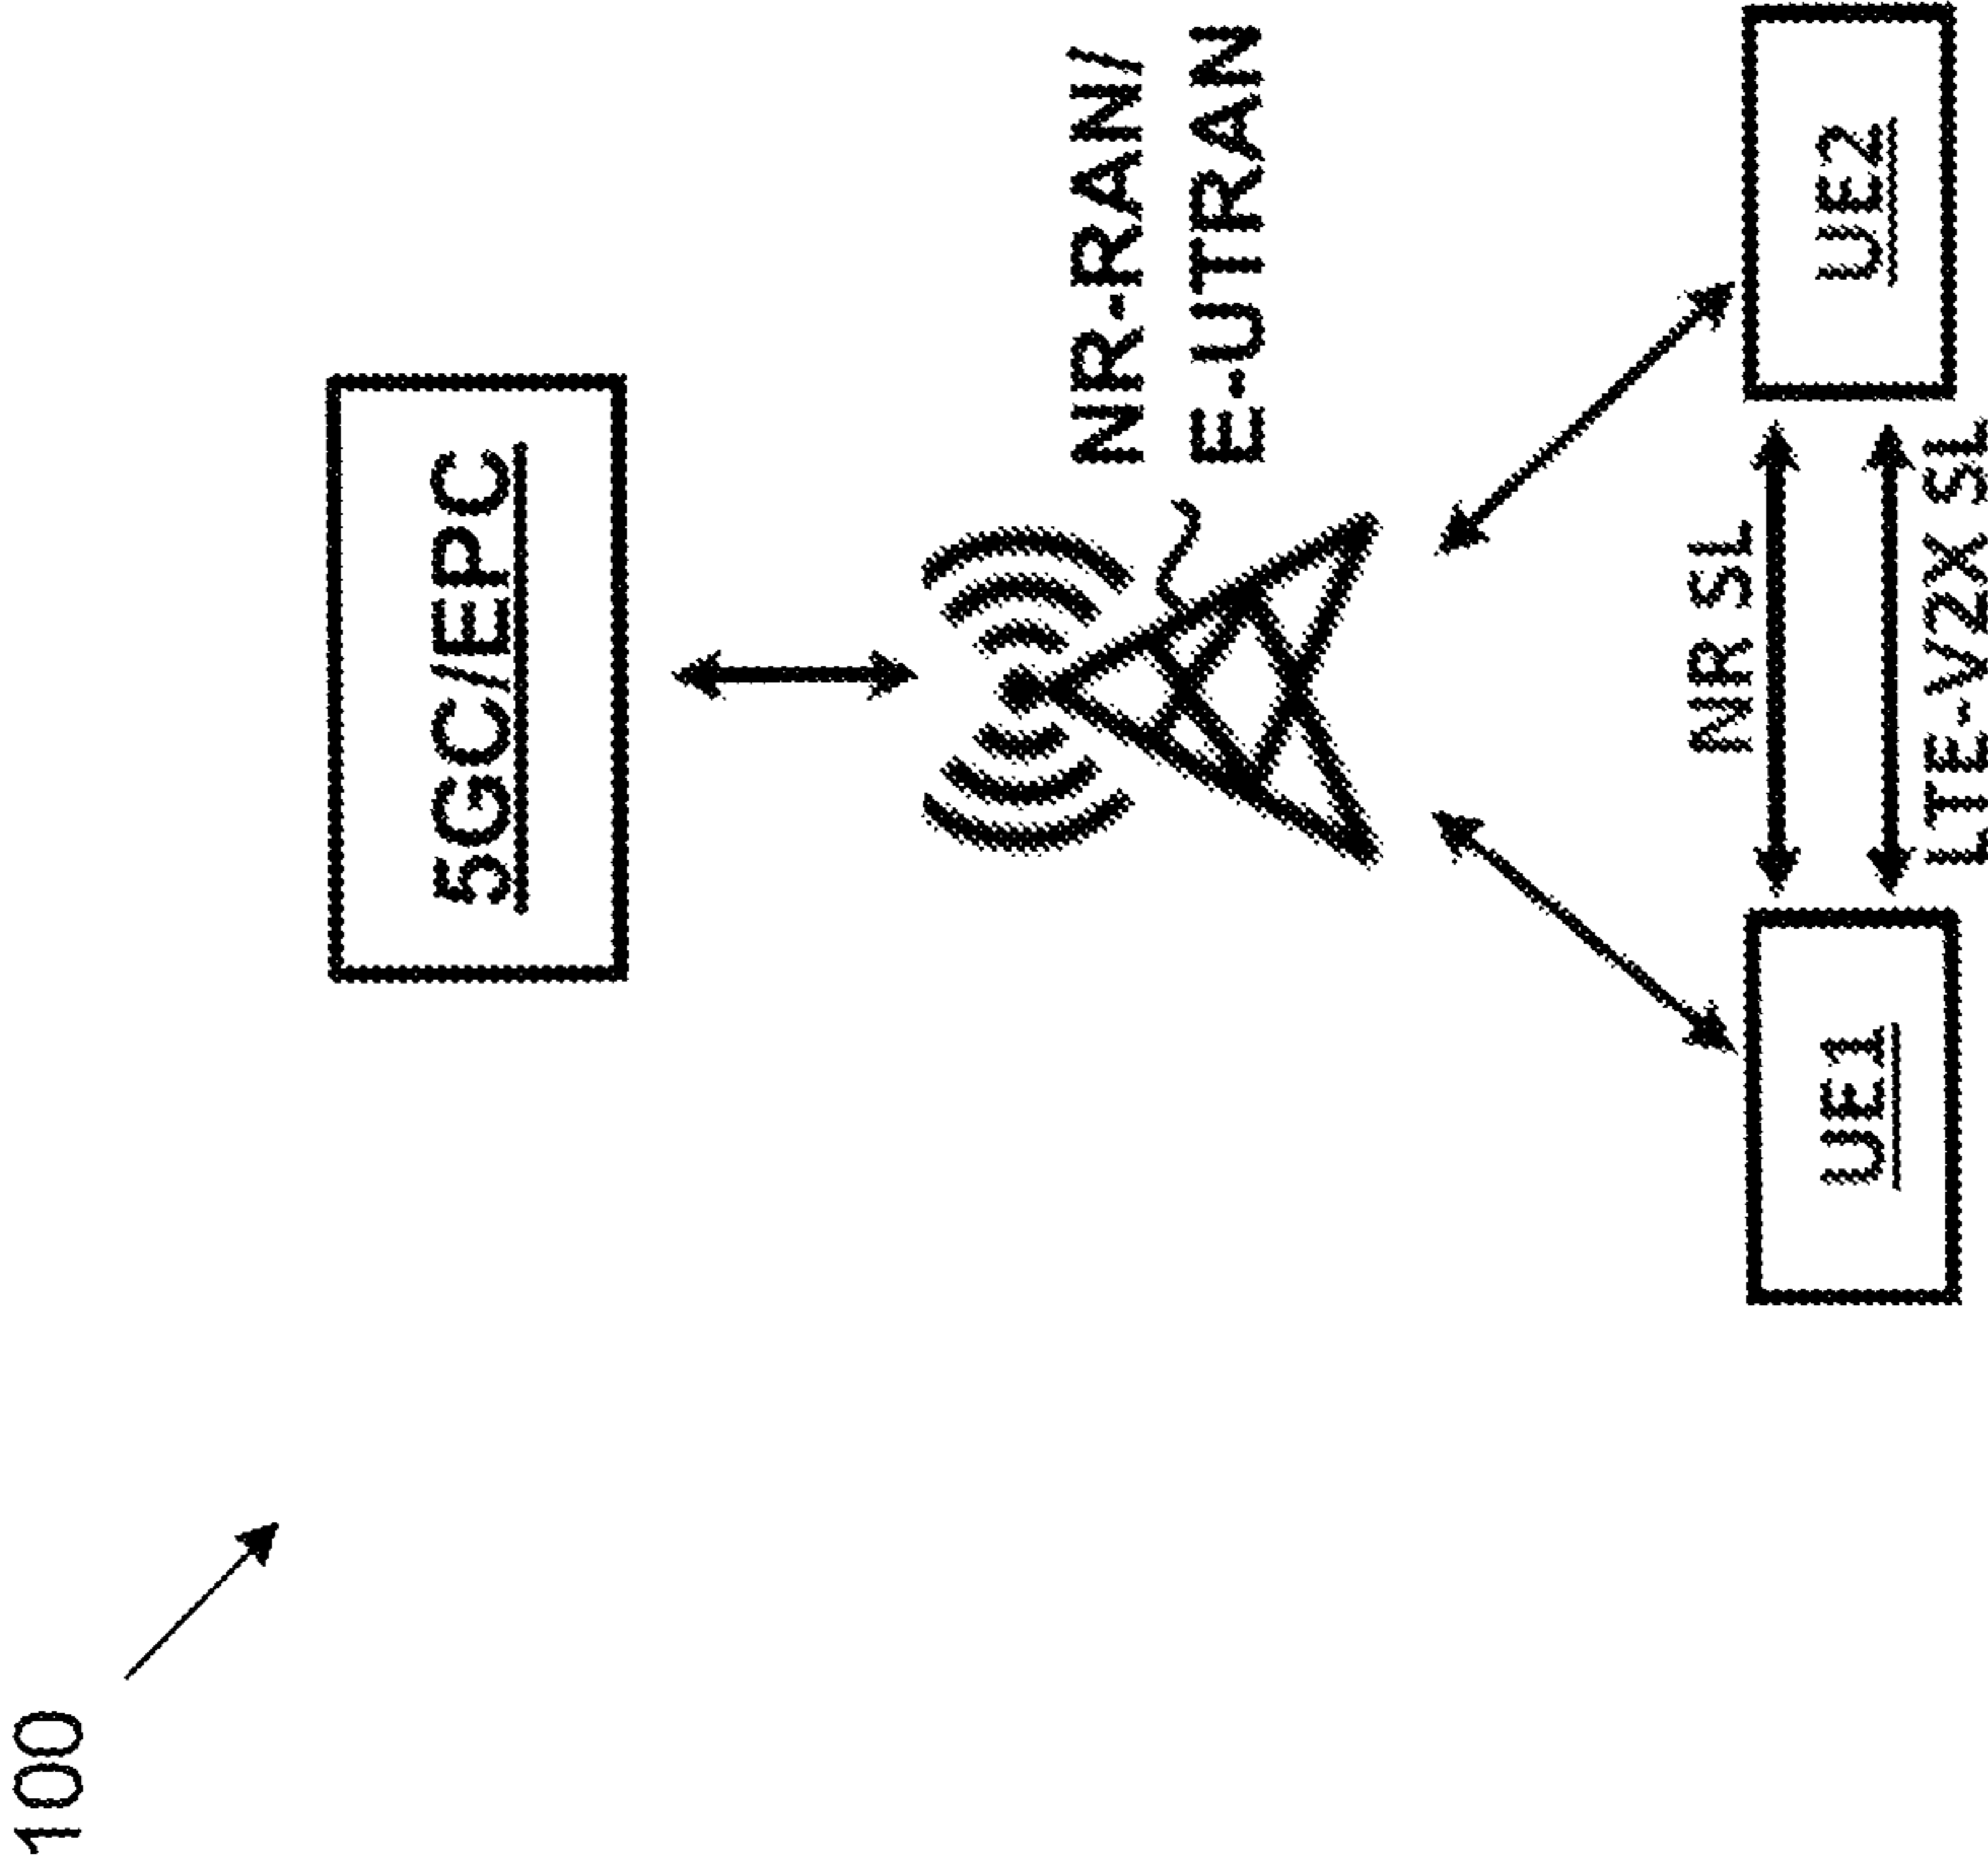 100
5GC/EPC
NR-RAN/
E-UTRAN
NR SL
UE1
UE2
LTE-V2X SL